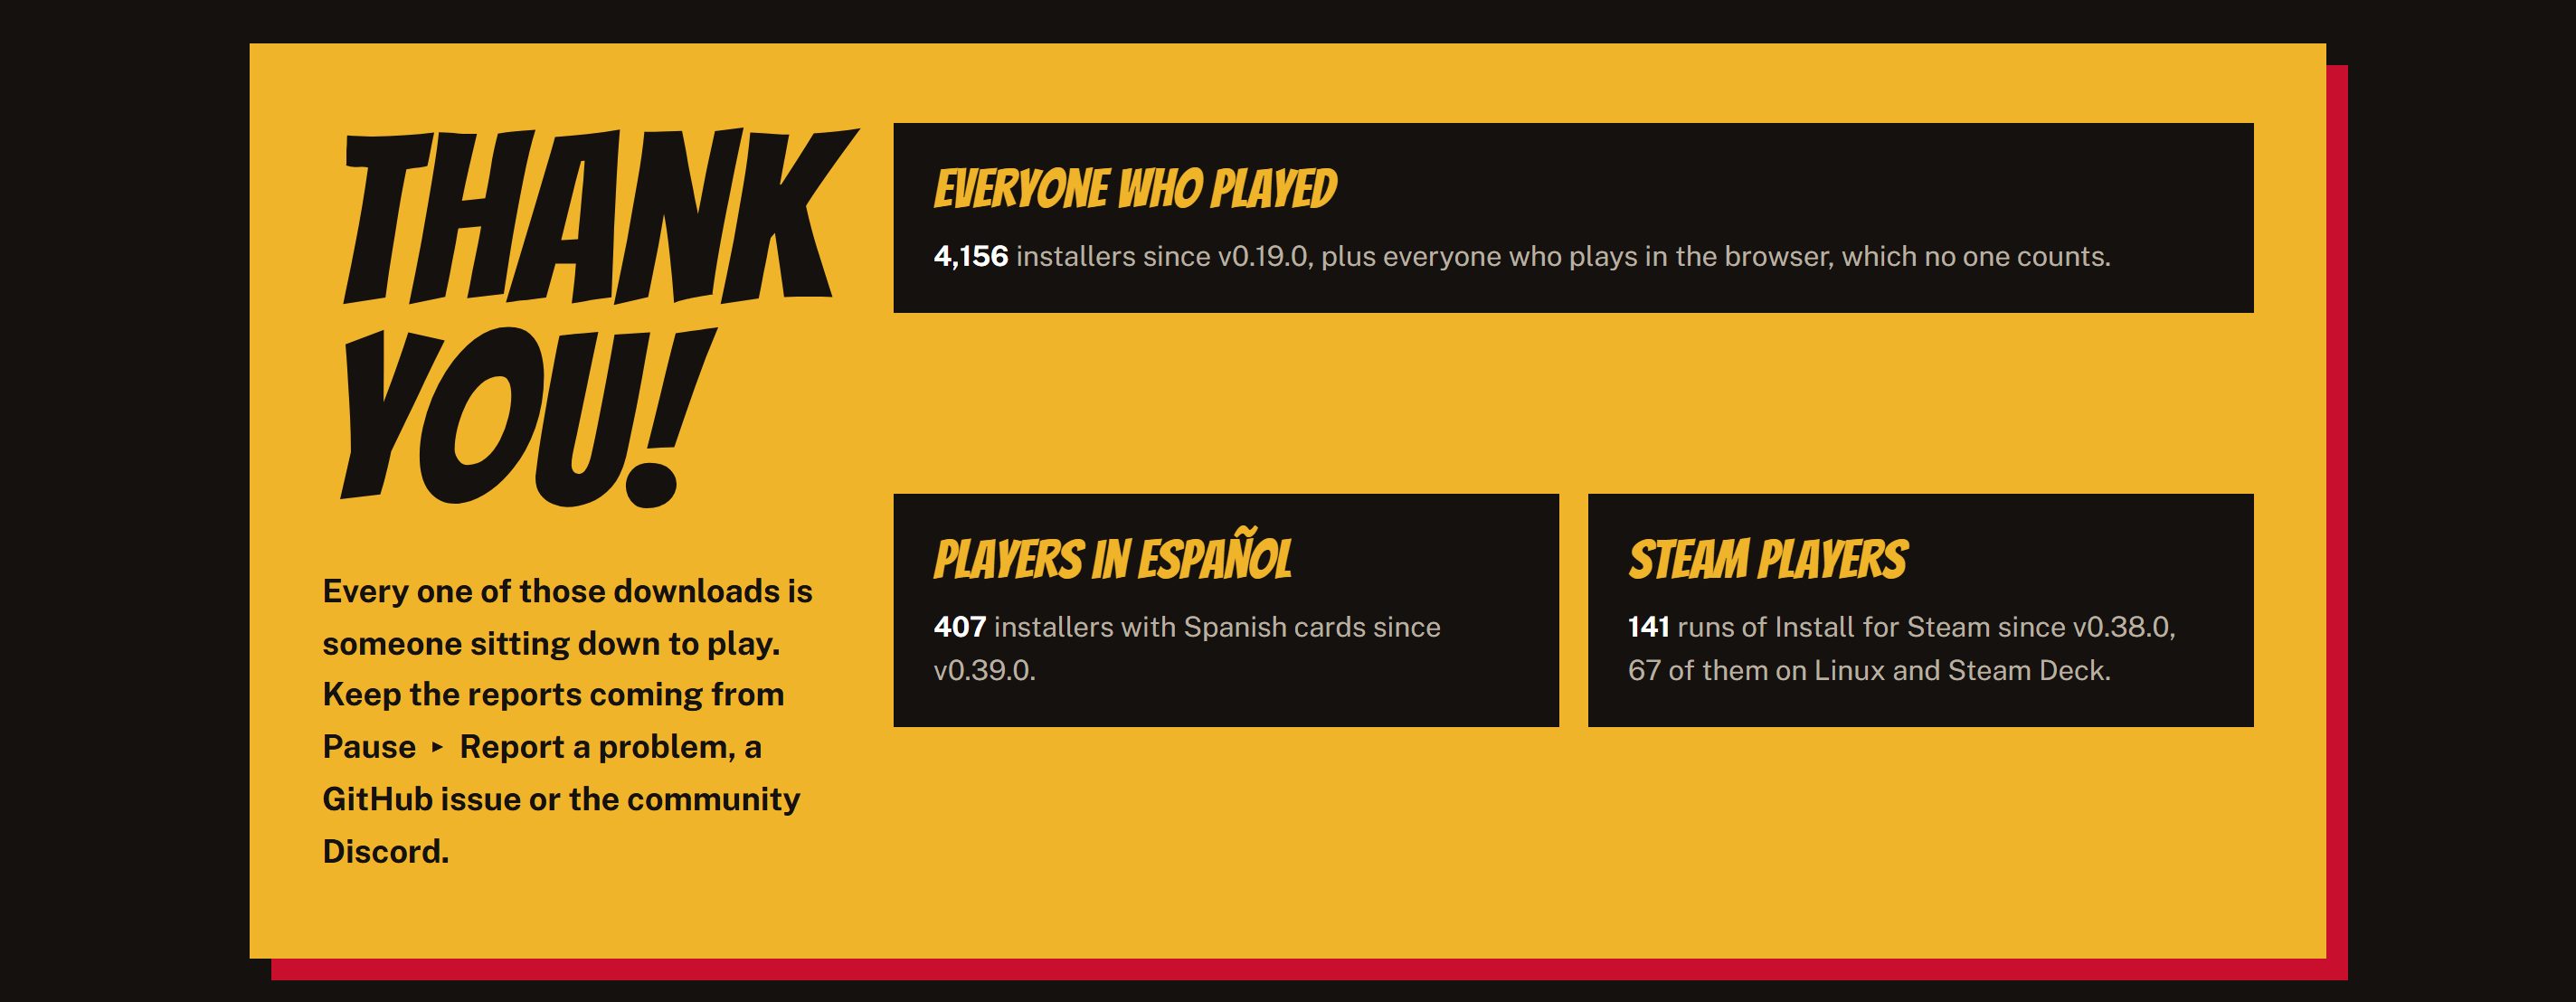 THANK
YOU!
Every one of those downloads is
someone sitting down to play.
Keep the reports coming from
Pause ▸ Report a problem, a
GitHub issue or the community
Discord.
EVERYONE WHO PLAYED
4,156 installers since v0.19.0, plus everyone who plays in the browser, which no one counts.
PLAYERS IN ESPAÑOL
407 installers with Spanish cards since
v0.39.0.
STEAM PLAYERS
141 runs of Install for Steam since v0.38.0,
67 of them on Linux and Steam Deck.